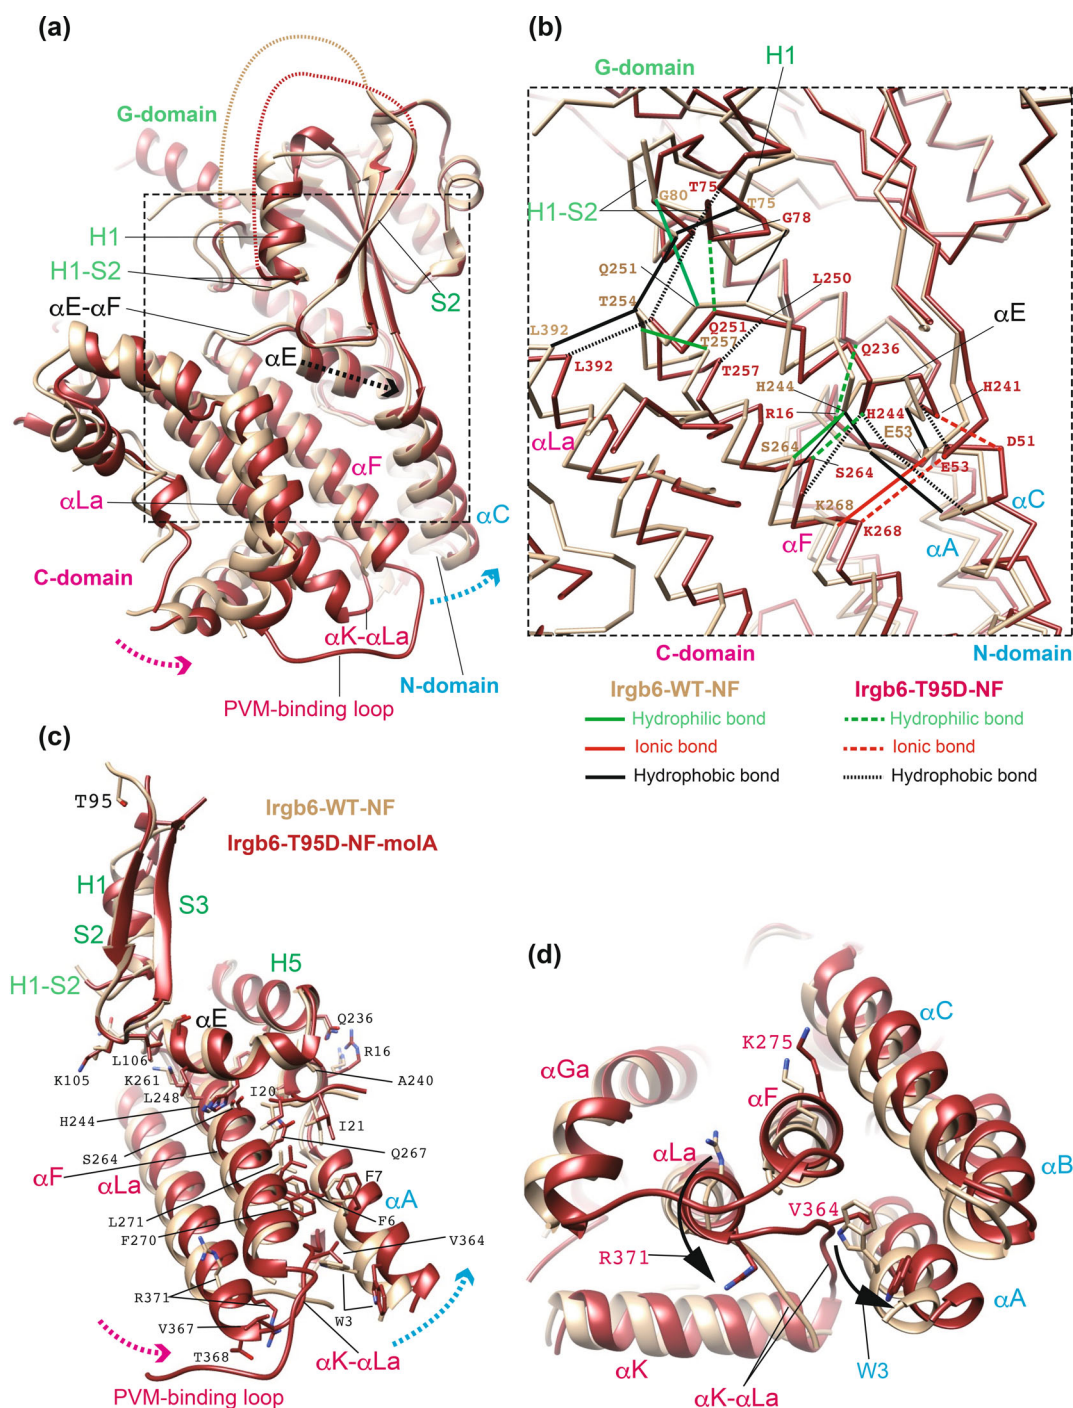 (a)
G-domain
H1
H1-S2
αE-αF
αE
S2
αF
αLa
αC
C-domain
αK-αLa
N-domain
PVM-binding loop
(b)
H1
G-domain
G80
T75
T75
H1-S2
G78
Q251
L250
T254
αE
L392
Q251
T257
Q236
L392
T257
H244
H241
R16
H244
αLa
E53
D51
S264
E53
S264
K268
αC
αF
K268
αA
C-domain
N-domain
Irgb6-WT-NF
Irgb6-T95D-NF
Hydrophilic bond
Hydrophilic bond
Ionic bond
Ionic bond
Hydrophobic bond
Hydrophobic bond
(c)
T95
Irgb6-WT-NF
Irgb6-T95D-NF-molA
H1
S3
S2
H5
H1-S2
αE
Q236
L106
R16
K105
K261
A240
L248
I20
H244
I21
S264
Q267
αF
αLa
F7
αA
L271
F6
F270
V364
R371
W3
V367
T368
αK-αLa
PVM-binding loop
(d)
αC
K275
αGa
αF
αLa
αB
V364
R371
αA
αK
W3
αK-αLa